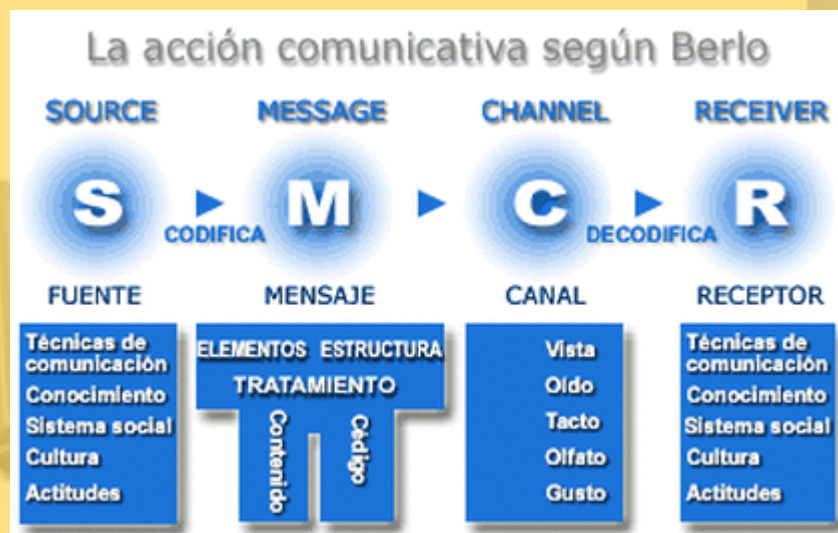 La acción comunicativa según Berlo
SOURCE MESSAGE CHANNEL RECEIVER
S M C R
CODIFICA DECODIFICA
FUENTE MENSAJE CANAL RECEPTOR
Técnicas de
comunicación
Conocimiento
Sistema social
Cultura
Actitudes
ELEMENTOS ESTRUCTURA
TRATAMIENTO
Contenido
Código
Vista
Oído
Tacto
Olfato
Gusto
Técnicas de
comunicación
Conocimiento
Sistema social
Cultura
Actitudes